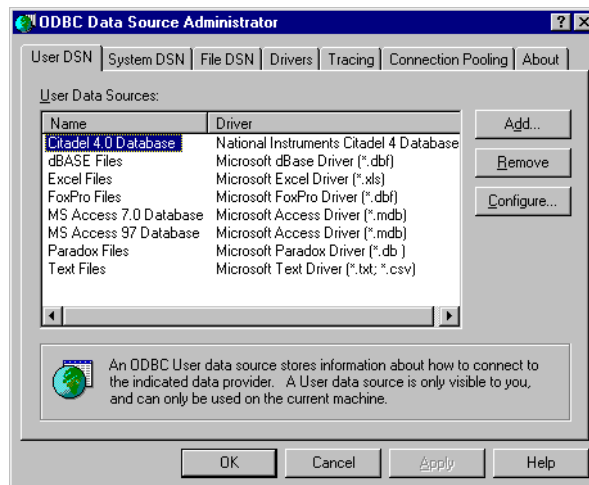 ODBC Data Source Administrator
User DSN System DSN File DSN Drivers Tracing Connection Pooling About
User Data Sources:
Name Driver
Citadel 4.0 Database National Instruments Citadel 4 Database
dBASE Files Microsoft dBase Driver (*.dbf)
Excel Files Microsoft Excel Driver (*.xls)
FoxPro Files Microsoft FoxPro Driver (*.dbf)
MS Access 7.0 Database Microsoft Access Driver (*.mdb)
MS Access 97 Database Microsoft Access Driver (*.mdb)
Paradox Files Microsoft Paradox Driver (*.db )
Text Files Microsoft Text Driver (*.txt; *.csv)
Add...
Remove
Configure...
An ODBC User data source stores information about how to connect to
the indicated data provider. A User data source is only visible to you,
and can only be used on the current machine.
OK Cancel Apply Help